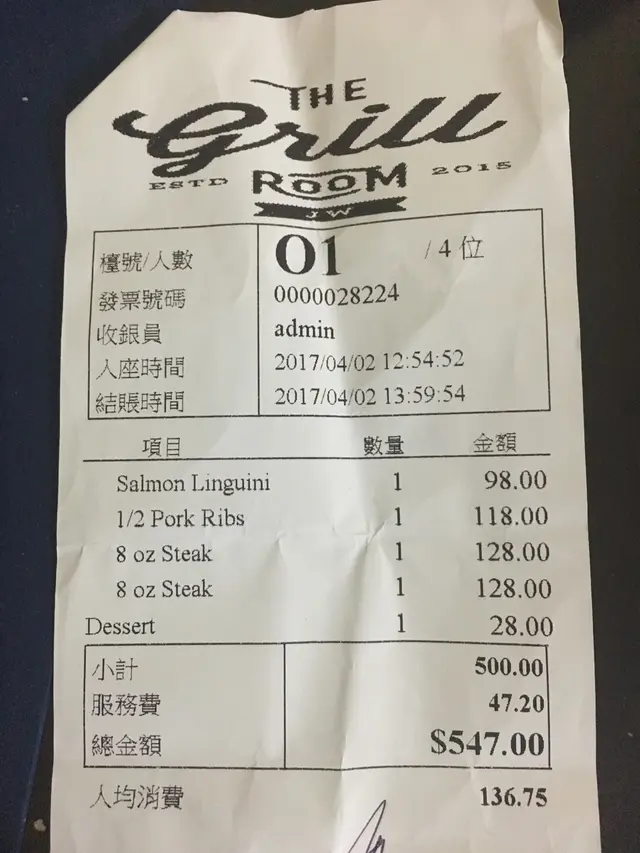 THE
Grill
ESTD ROOM 2015
JW
檯號/人數 01 / 4 位
發票號碼 0000028224
收銀員 admin
入座時間 2017/04/02 12:54:52
結賬時間 2017/04/02 13:59:54
項目 數量 金額
Salmon Linguini 1 98.00
1/2 Pork Ribs 1 118.00
8 oz Steak 1 128.00
8 oz Steak 1 128.00
Dessert 1 28.00
小計 500.00
服務費 47.20
總金額 $547.00
人均消費 136.75